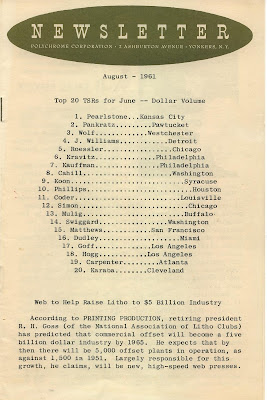 NEWSLETTER
POLYCHROME CORPORATION • 2 ASHBURTON AVENUE • YONKERS, N.Y.
August - 1961
Top 20 TSRs for June -- Dollar Volume
1. Pearlstone...Kansas City
2. Pankratz........Pawtucket
3. Wolf...........Westchester
4. J. Williams........Detroit
5. Roessler...........Chicago
6. Kravitz.......Philadelphia
7. Kauffman......Philadelphia
8. Cahill..........Washington
9. Koon..............Syracuse
10. Phillips..........Houston
11. Coder..........Louisville
12. Simon.............Chicago
13. Mulig.............Buffalo
14. Swiggard.......Washington
15. Matthews....San Francisco
16. Dudley..............Miami
17. Goff..........Los Angeles
18. Hogg.........Los Angeles
19. Carpenter.........Atlanta
20. Karaba..........Cleveland
Web to Help Raise Litho to $5 Billion Industry
According to PRINTING PRODUCTION, retiring president
R. H. Goss (of the National Association of Litho Clubs)
has predicted that commercial offset will become a five
billion dollar industry by 1965. He expects that by
then there will be 5,000 offset plants in operation, as
against 1,500 in 1951. Largely responsible for this
growth, he claims, will be new, high-speed web presses.